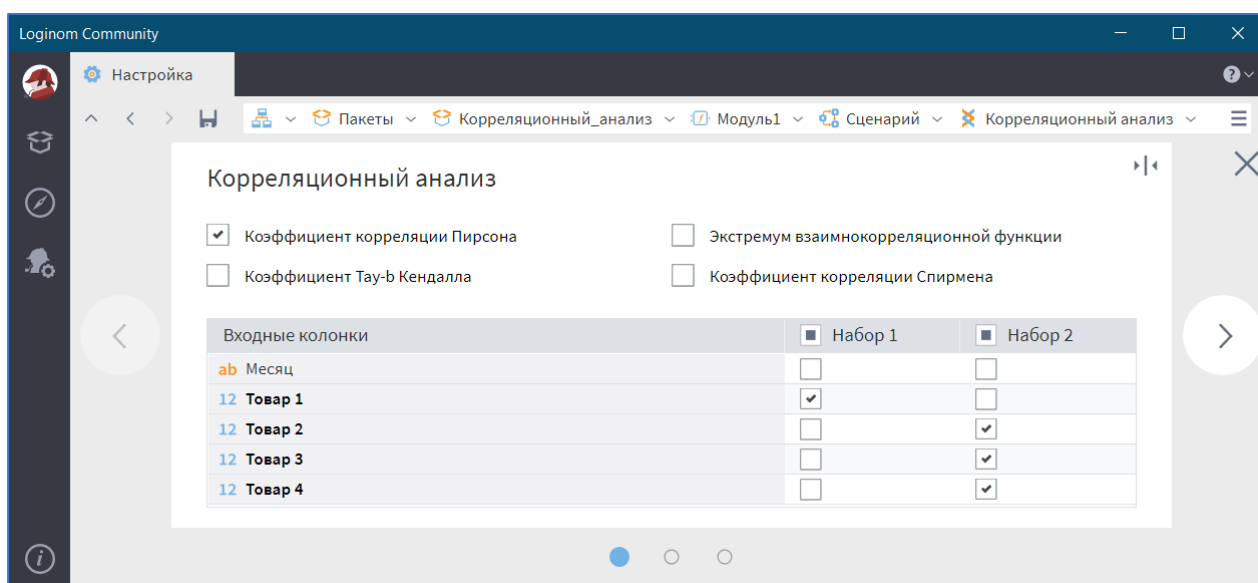 Loginom Community
Настройка
Пакеты Корреляционный_анализ Модуль1 Сценарий Корреляционный анализ
Корреляционный анализ
Коэффициент корреляции Пирсона Экстремум взаимнокорреляционной функции
Коэффициент Тау-b Кендалла Коэффициент корреляции Спирмена
Входные колонки Набор 1 Набор 2
ab Месяц
12 Товар 1
12 Товар 2
12 Товар 3
12 Товар 4